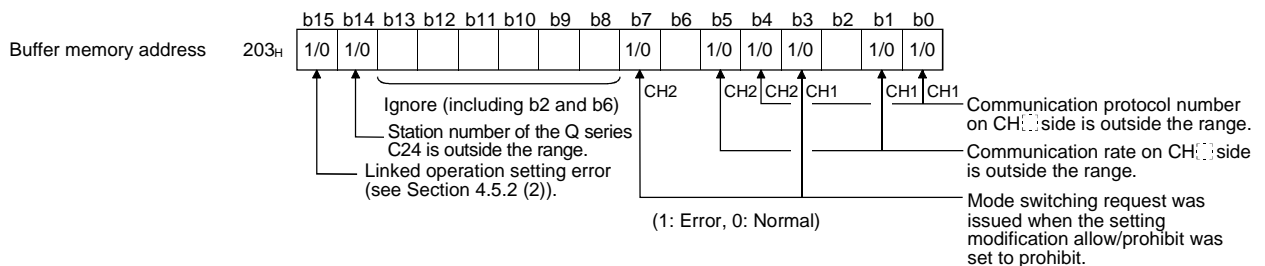 b15 b14 b13 b12 b11 b10 b9 b8 b7 b6 b5 b4 b3 b2 b1 b0
Buffer memory address 203H 1/0 1/0 1/0 1/0 1/0 1/0 1/0 1/0
CH2 CH2 CH2 CH1 CH1 CH1
Ignore (including b2 and b6)
Station number of the Q series
C24 is outside the range.
Linked operation setting error
(see Section 4.5.2 (2)).
(1: Error, 0: Normal)
Communication protocol number
on CH side is outside the range.
Communication rate on CH side
is outside the range.
Mode switching request was
issued when the setting
modification allow/prohibit was
set to prohibit.